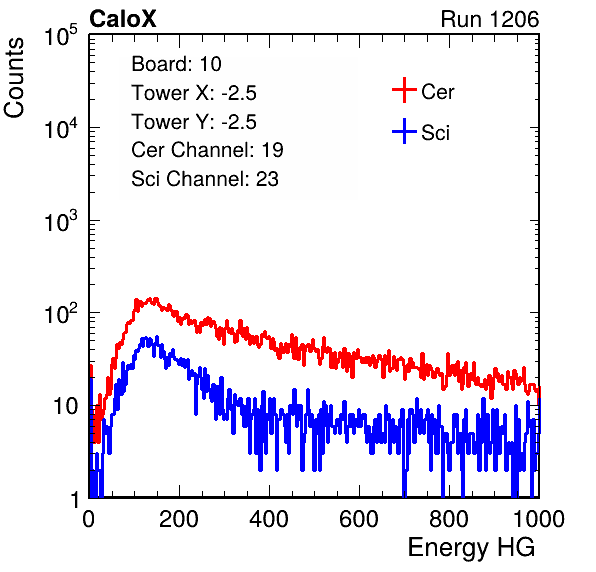 CaloX Run 1206
Counts
10^5
10^4
10^3
10^2
10
1
Board: 10
Tower X: -2.5
Tower Y: -2.5
Cer Channel: 19
Sci Channel: 23
Cer
Sci
0 200 400 600 800 1000
Energy HG